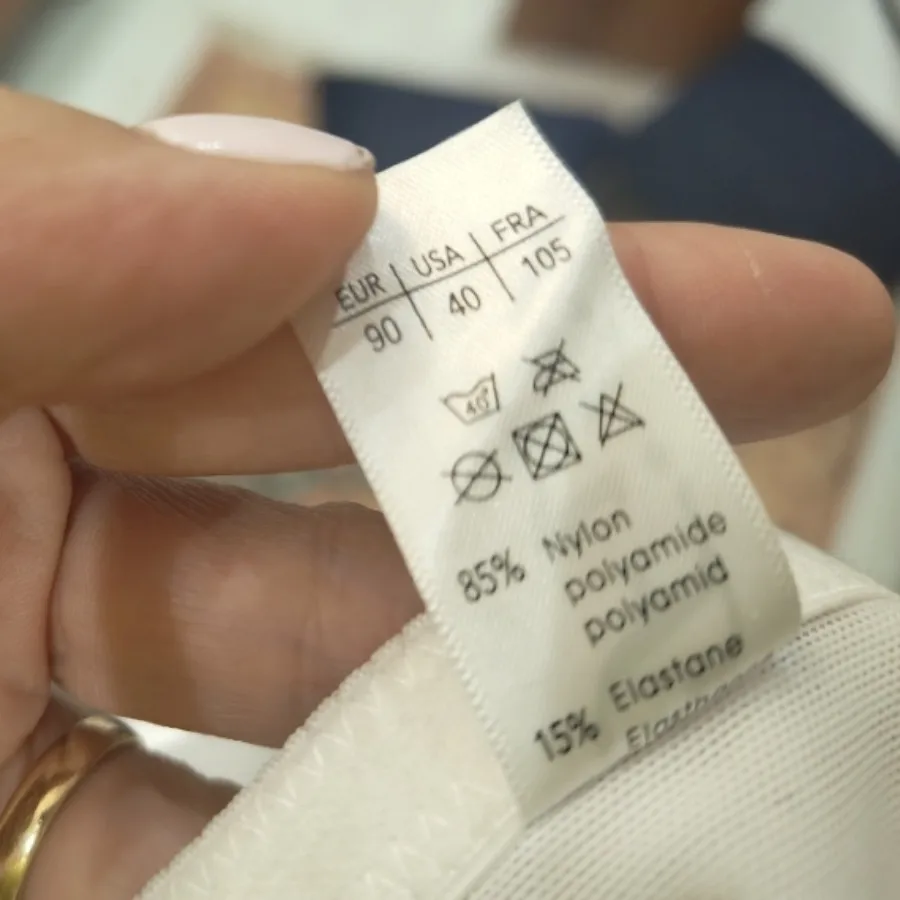 EUR | USA | FRA
90 | 40 | 105
40°
85% Nylon
polyamide
polyamid
15% Elastane